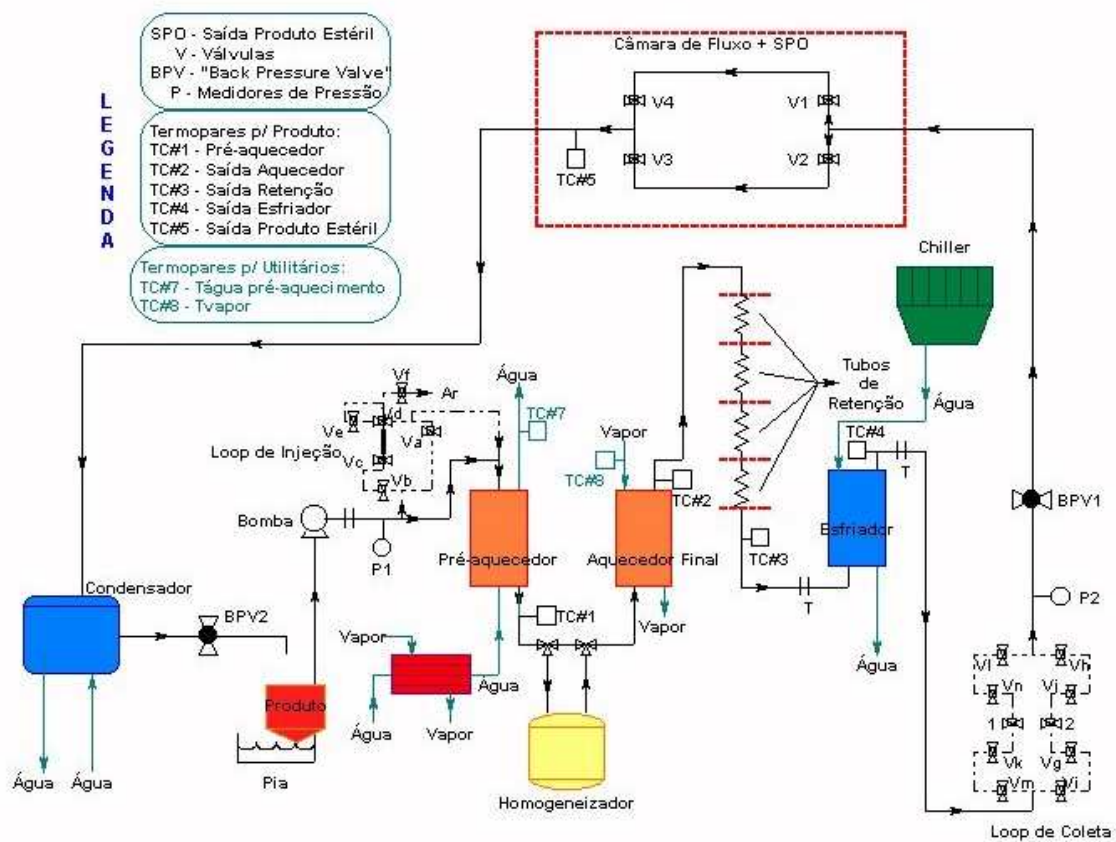 SPO - Saída Produto Estéril
V - Válvulas
BPV - "Back Pressure Valve"
P - Medidores de Pressão
LEGENDA
Termopares p/ Produto:
TC#1 - Pré-aquecedor
TC#2 - Saída Aquecedor
TC#3 - Saída Retenção
TC#4 - Saída Esfriador
TC#5 - Saída Produto Estéril
Termopares p/ Utilitários:
TC#7 - Tágua pré-aquecimento
TC#8 - Tvapor
Câmara de Fluxo + SPO
V4
V1
V3
V2
TC#5
Chiller
Água
Tubos
de
Retenção
Vf
Ar
Água
Vd
Ve
Va
TC#7
Loop de Injeção
Vc
Vb
Vapor
TC#8
TC#2
TC#4
T
Bomba
P1
Pré-aquecedor
Aquecedor Final
TC#3
Esfriador
BPV1
T
P2
Condensador
BPV2
TC#1
Vapor
Vapor
Água
Água
Produto
Água
Vapor
Pia
Homogeneizador
Água
Água
Vl
Vh
Vn
Vj
1
2
Vk
Vg
Vm
Vi
Loop de Coleta